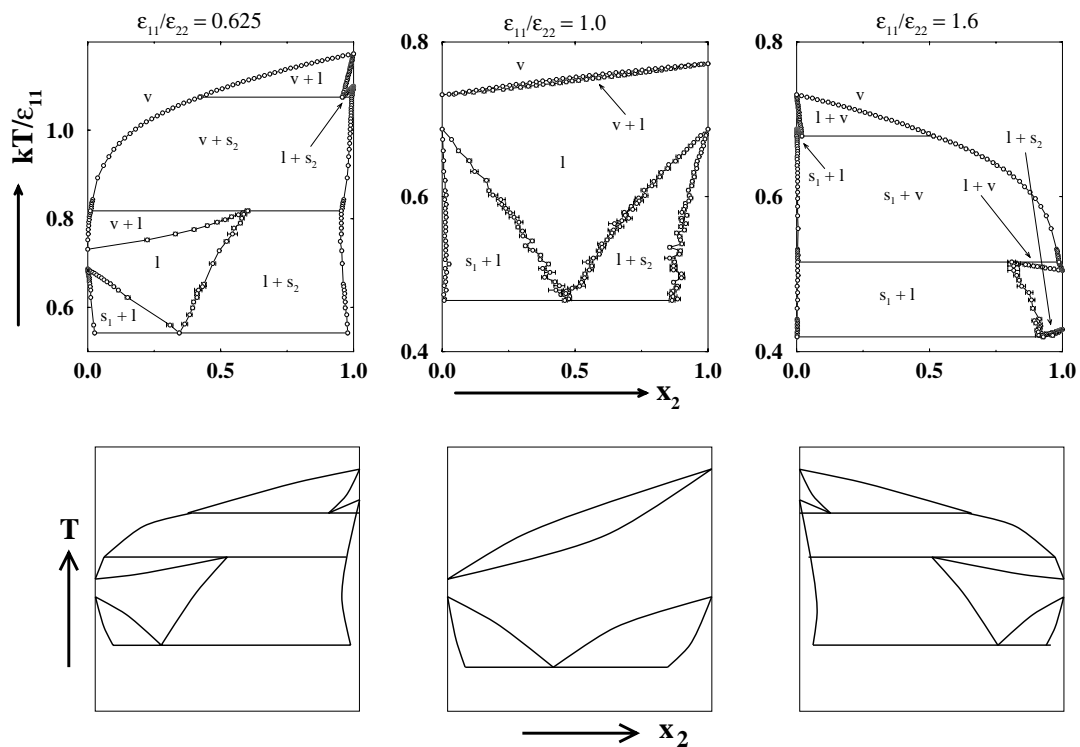 ε₁₁/ε₂₂ = 0.625
ε₁₁/ε₂₂ = 1.0
ε₁₁/ε₂₂ = 1.6
kT/ε₁₁
1.0
0.8
0.6
v
v + l
v + s₂
l + s₂
v + l
l
l + s₂
s₁ + l
0.0
0.5
1.0
0.8
0.6
0.4
v
v + l
l
s₁ + l
l + s₂
0.0
0.5
1.0
x₂
0.8
0.6
0.4
v
l + v
l + s₂
s₁ + l
l + v
s₁ + v
s₁ + l
0.0
0.5
1.0
T
x₂